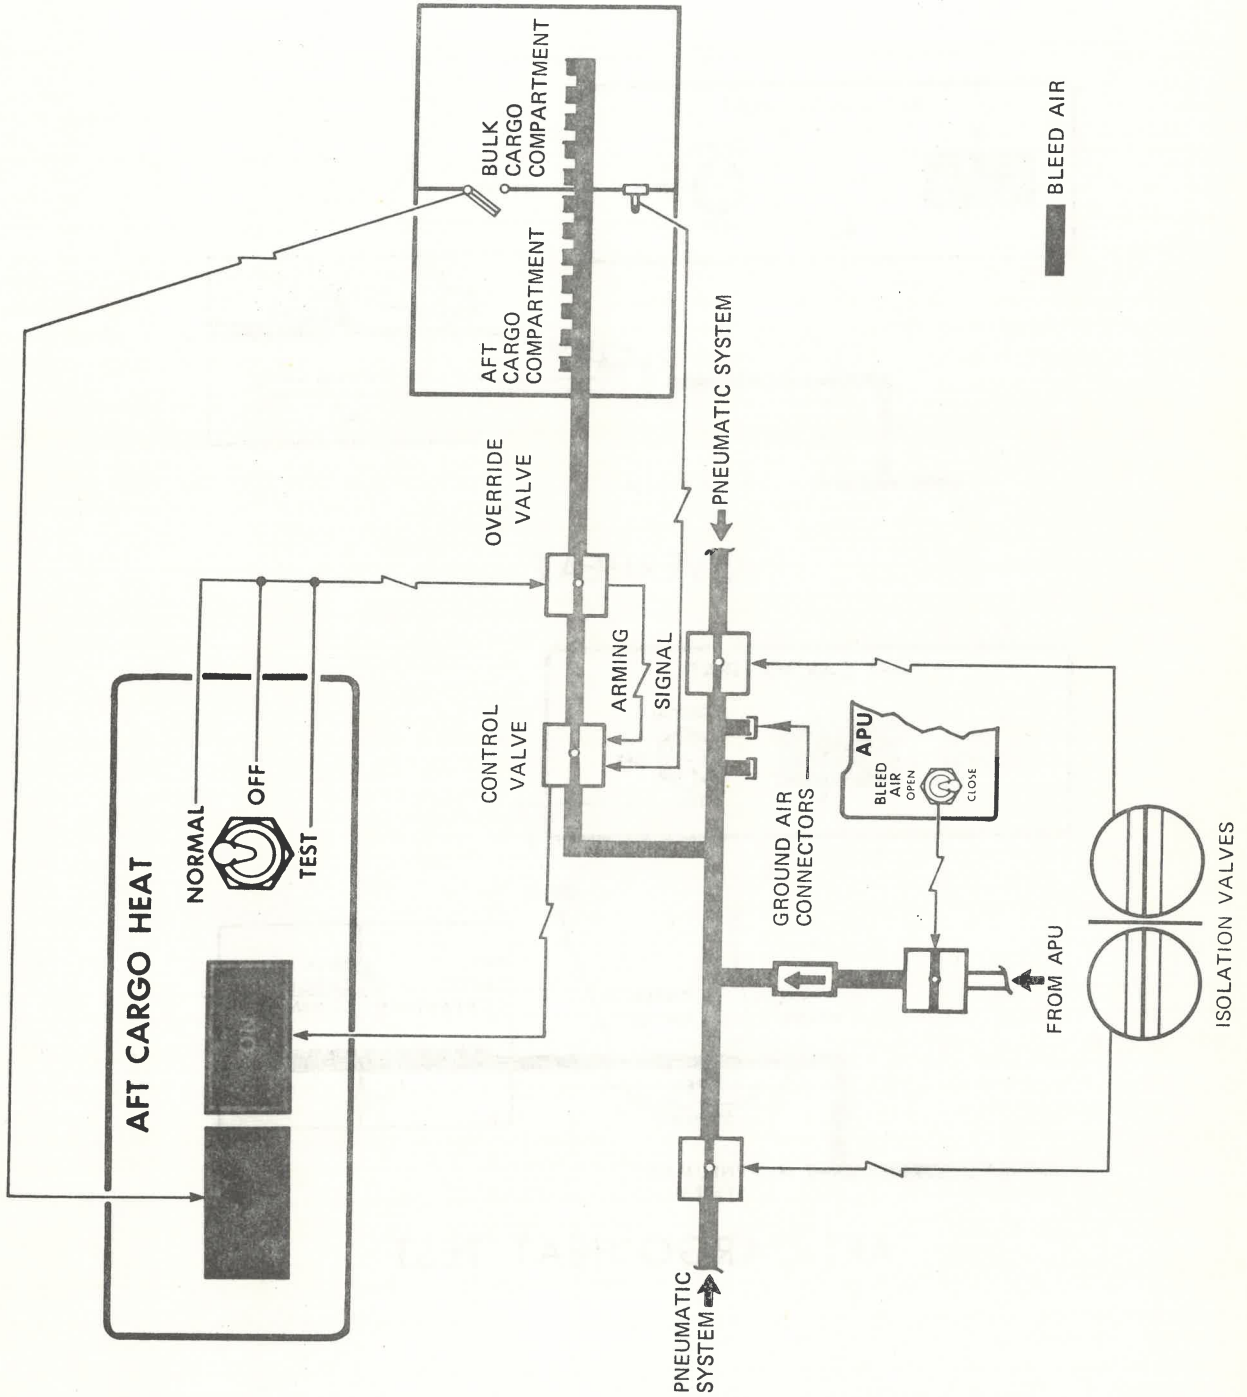 AFT CARGO HEAT
ON
NORMAL
OFF
TEST
CONTROL
VALVE
OVERRIDE
VALVE
ARMING
SIGNAL
AFT
CARGO
COMPARTMENT
BULK
CARGO
COMPARTMENT
PNEUMATIC
SYSTEM
PNEUMATIC SYSTEM
GROUND AIR
CONNECTORS
APU
BLEED
AIR
OPEN
CLOSE
FROM APU
ISOLATION VALVES
BLEED AIR